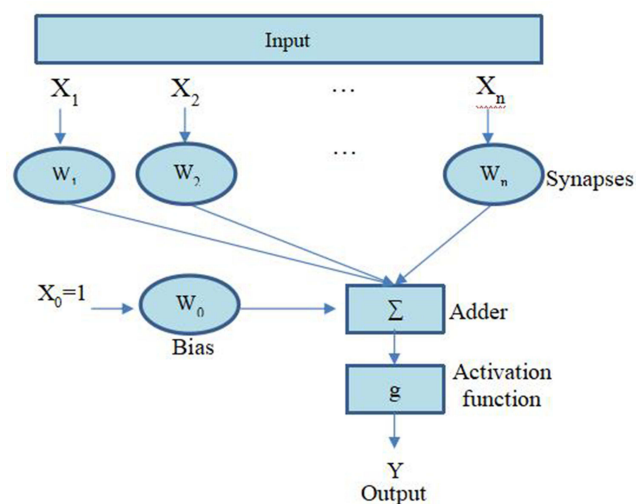 Input
X₁ X₂ ... Xₙ
W₁ W₂ ... Wₙ Synapses
X₀=1 W₀ Σ Adder
Bias
g Activation function
Y
Output